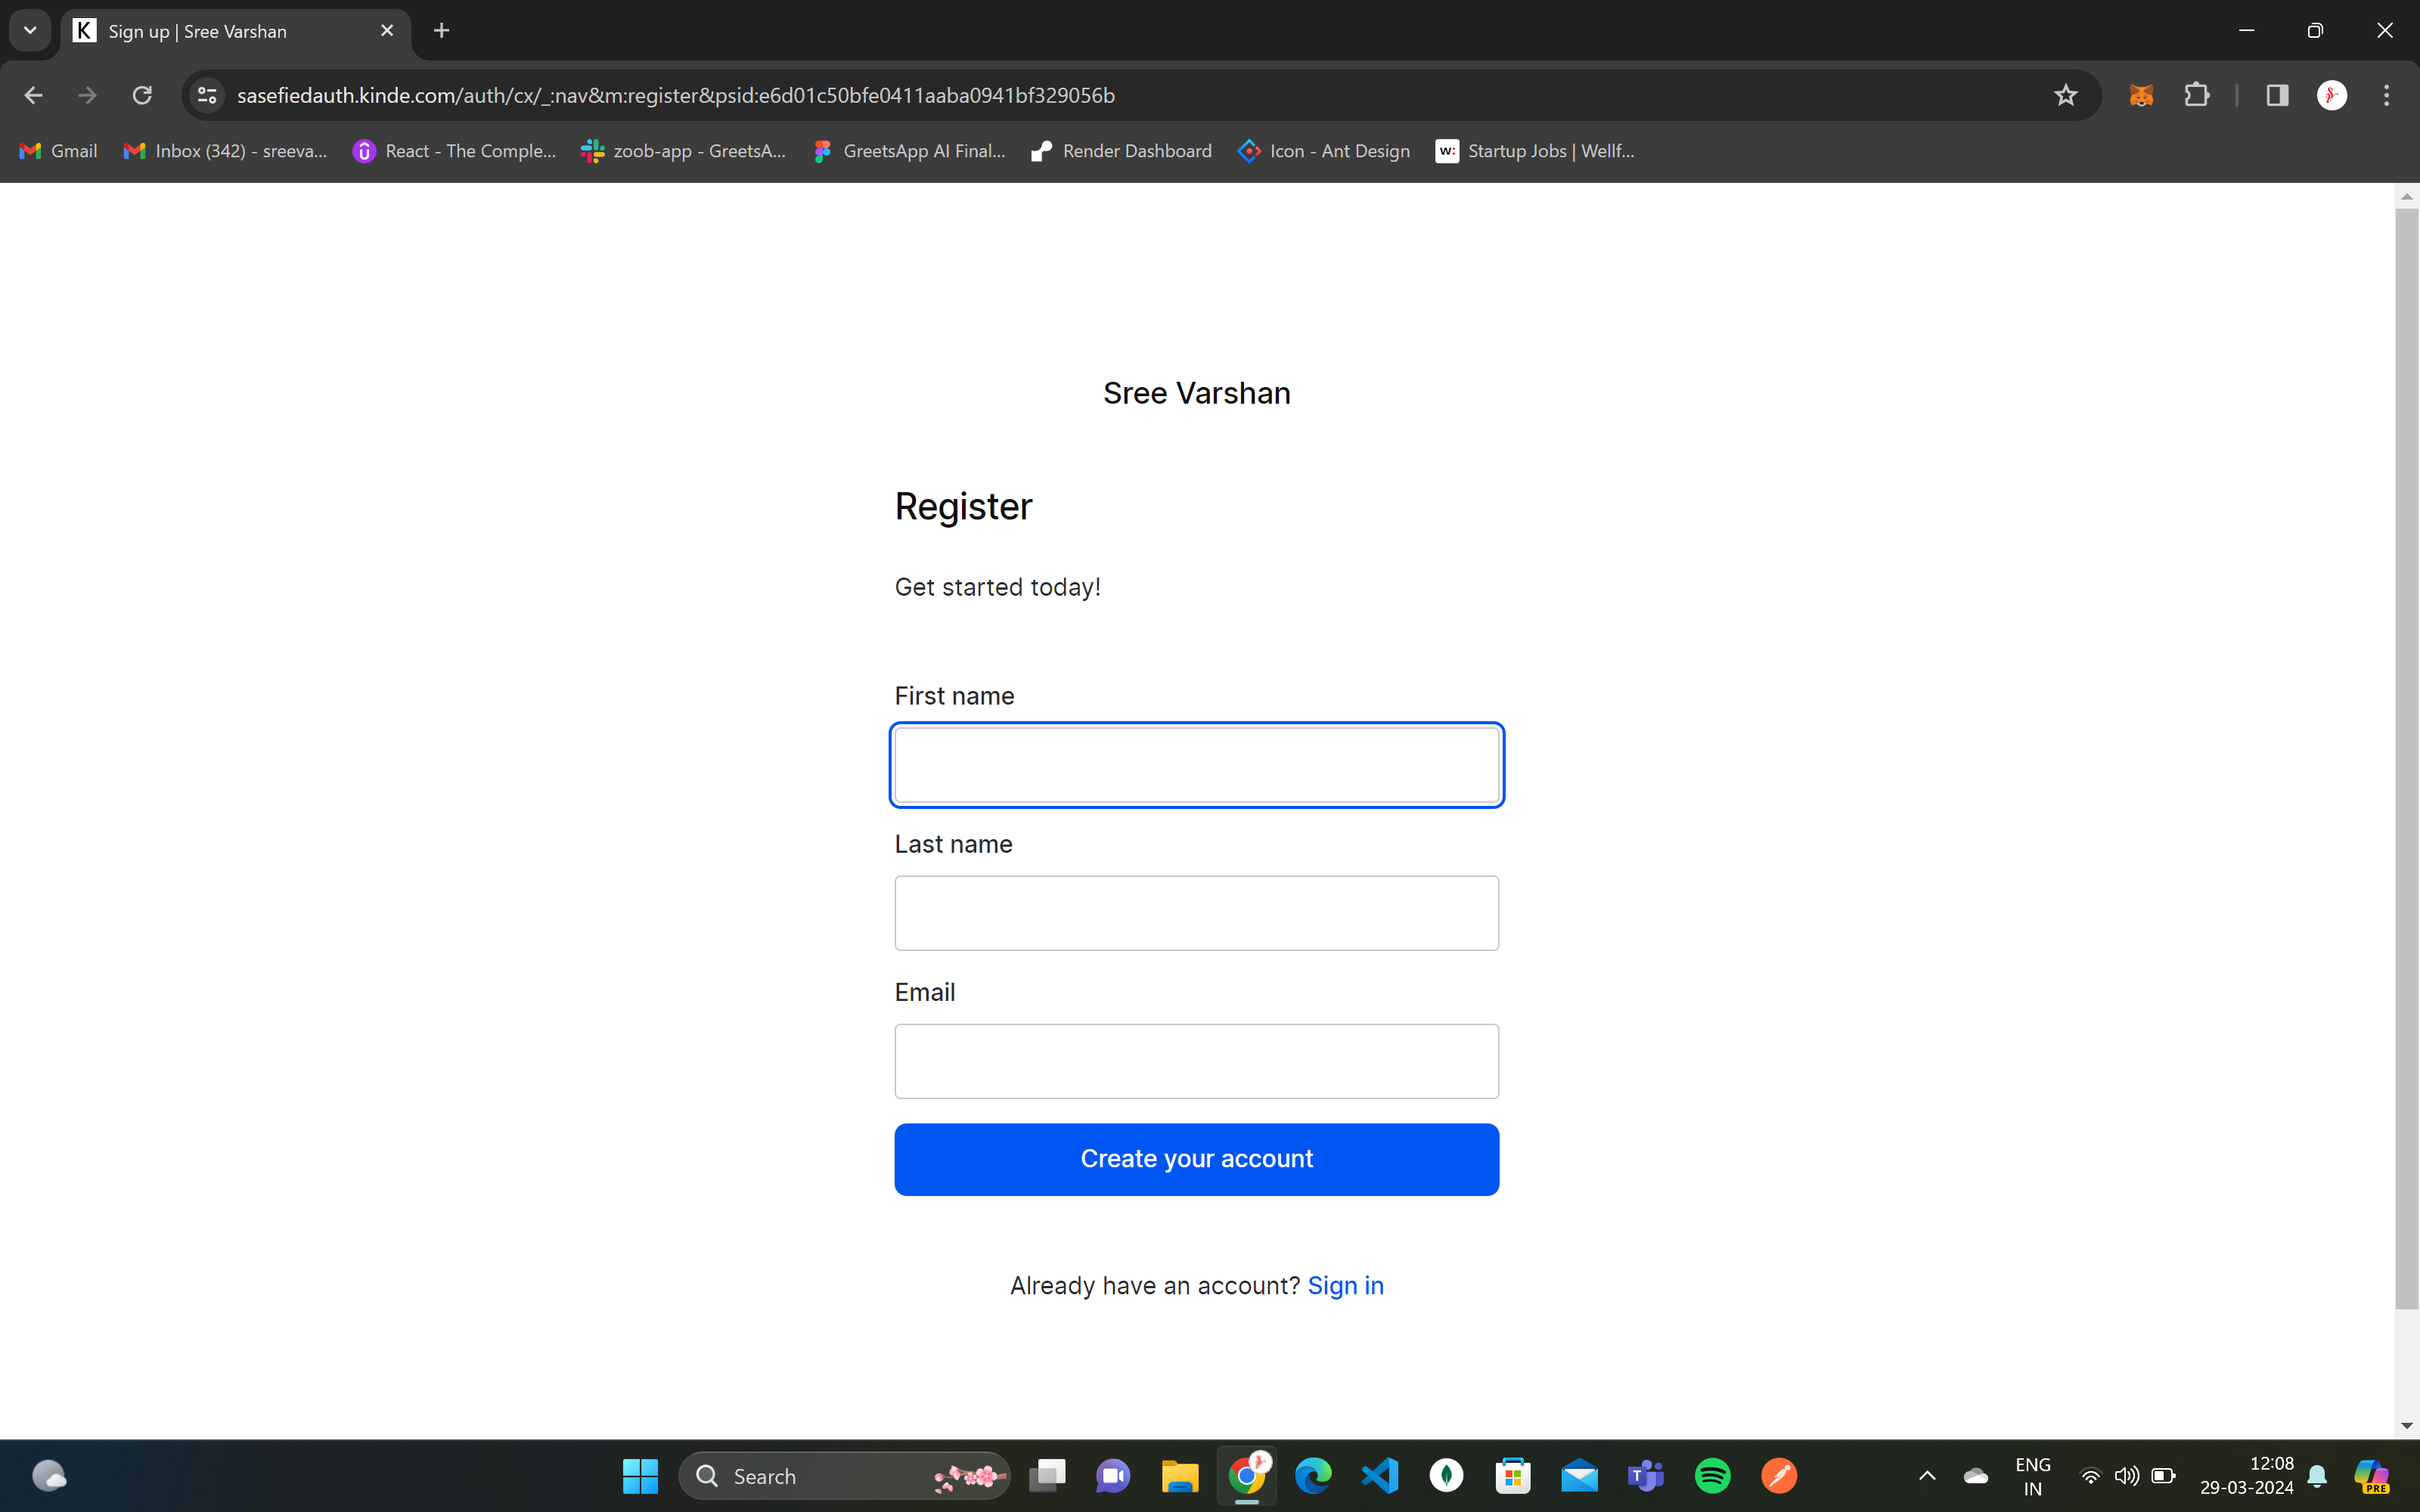 K Sign up | Sree Varshan
sasefiedauth.kinde.com/auth/cx/_:nav&m:register&psid:e6d01c50bfe0411aaba0941bf329056b
Gmail Inbox (342) - sreeva... React - The Comple... zoob-app - GreetsA... GreetsApp AI Final... Render Dashboard Icon - Ant Design w: Startup Jobs | Wellf...
Sree Varshan
Register
Get started today!
First name
Last name
Email
Create your account
Already have an account? Sign in
Search
ENG
IN
12:08
29-03-2024
PRE